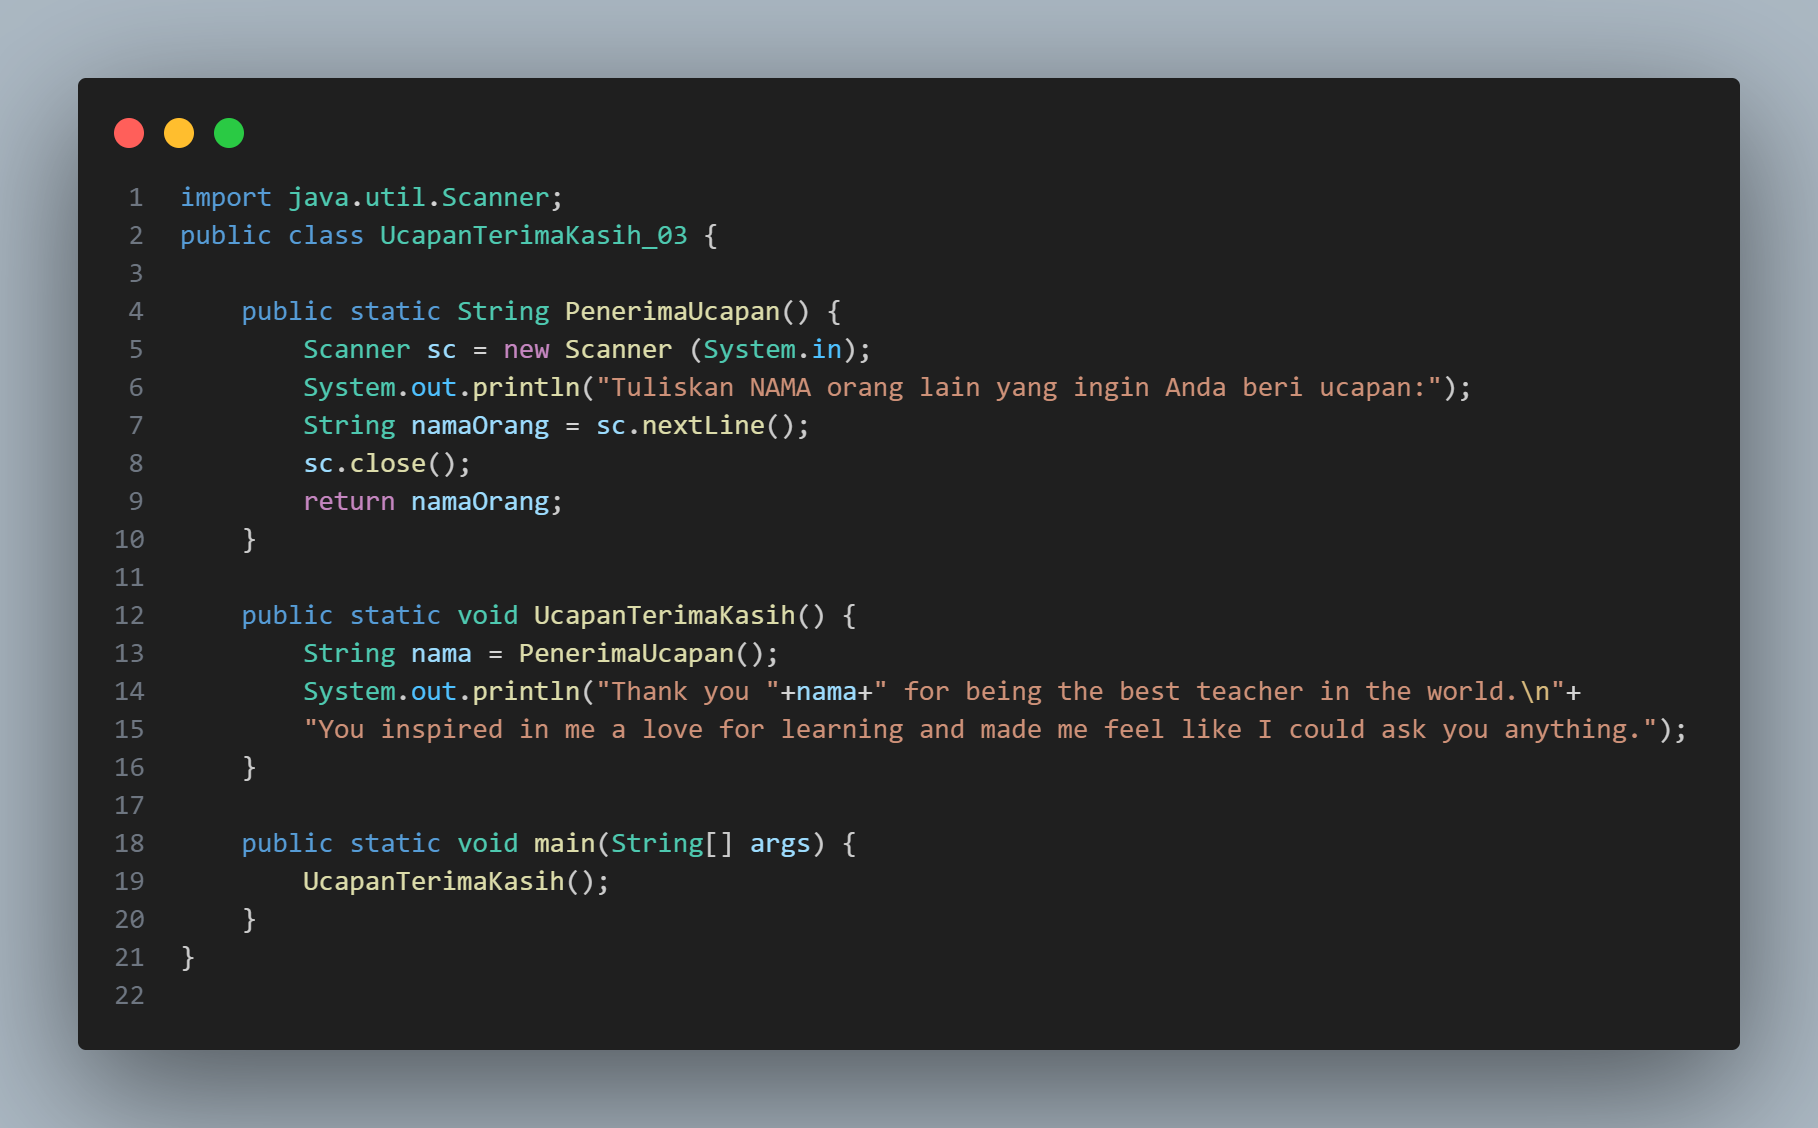 1 import java.util.Scanner;
2 public class UcapanTerimaKasih_03 {
3
4     public static String PenerimaUcapan() {
5         Scanner sc = new Scanner (System.in);
6         System.out.println("Tuliskan NAMA orang lain yang ingin Anda beri ucapan:");
7         String namaOrang = sc.nextLine();
8         sc.close();
9         return namaOrang;
10     }
11
12     public static void UcapanTerimaKasih() {
13         String nama = PenerimaUcapan();
14         System.out.println("Thank you "+nama+" for being the best teacher in the world.\n"+
15         "You inspired in me a love for learning and made me feel like I could ask you anything.");
16     }
17
18     public static void main(String[] args) {
19         UcapanTerimaKasih();
20     }
21 }
22